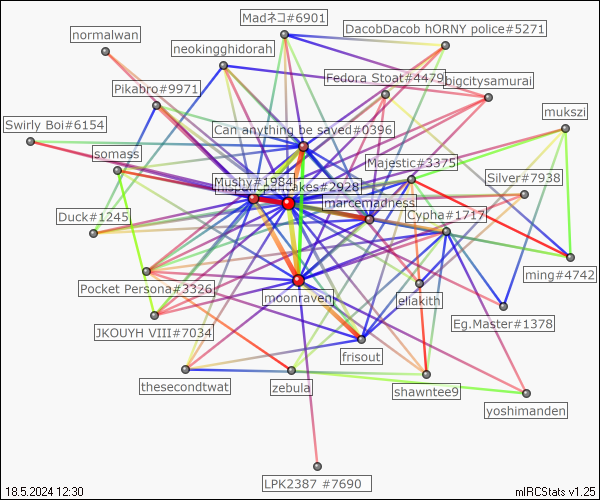 Madネコ#6901
DacobDacob hORNY police#5271
normalwan
neokingghidorah
Fedora Stoat#4479
bigcitysamurai
Pikabro#9971
mukszi
Swirly Boi#6154
Can anything be saved#0396
somass
Majestic#3375
Mushy#1984
akes#2928
Silver#7938
marcemadness
Duck#1245
Cypha#1717
ming#4742
Pocket Persona#3326
moonraven
eliakith
JKOUYH VIII#7034
Eg.Master#1378
frisout
thesecondtwat
zebula
shawntee9
yoshimanden
LPK2387 #7690
18.5.2024 12:30
mIRCStats v1.25